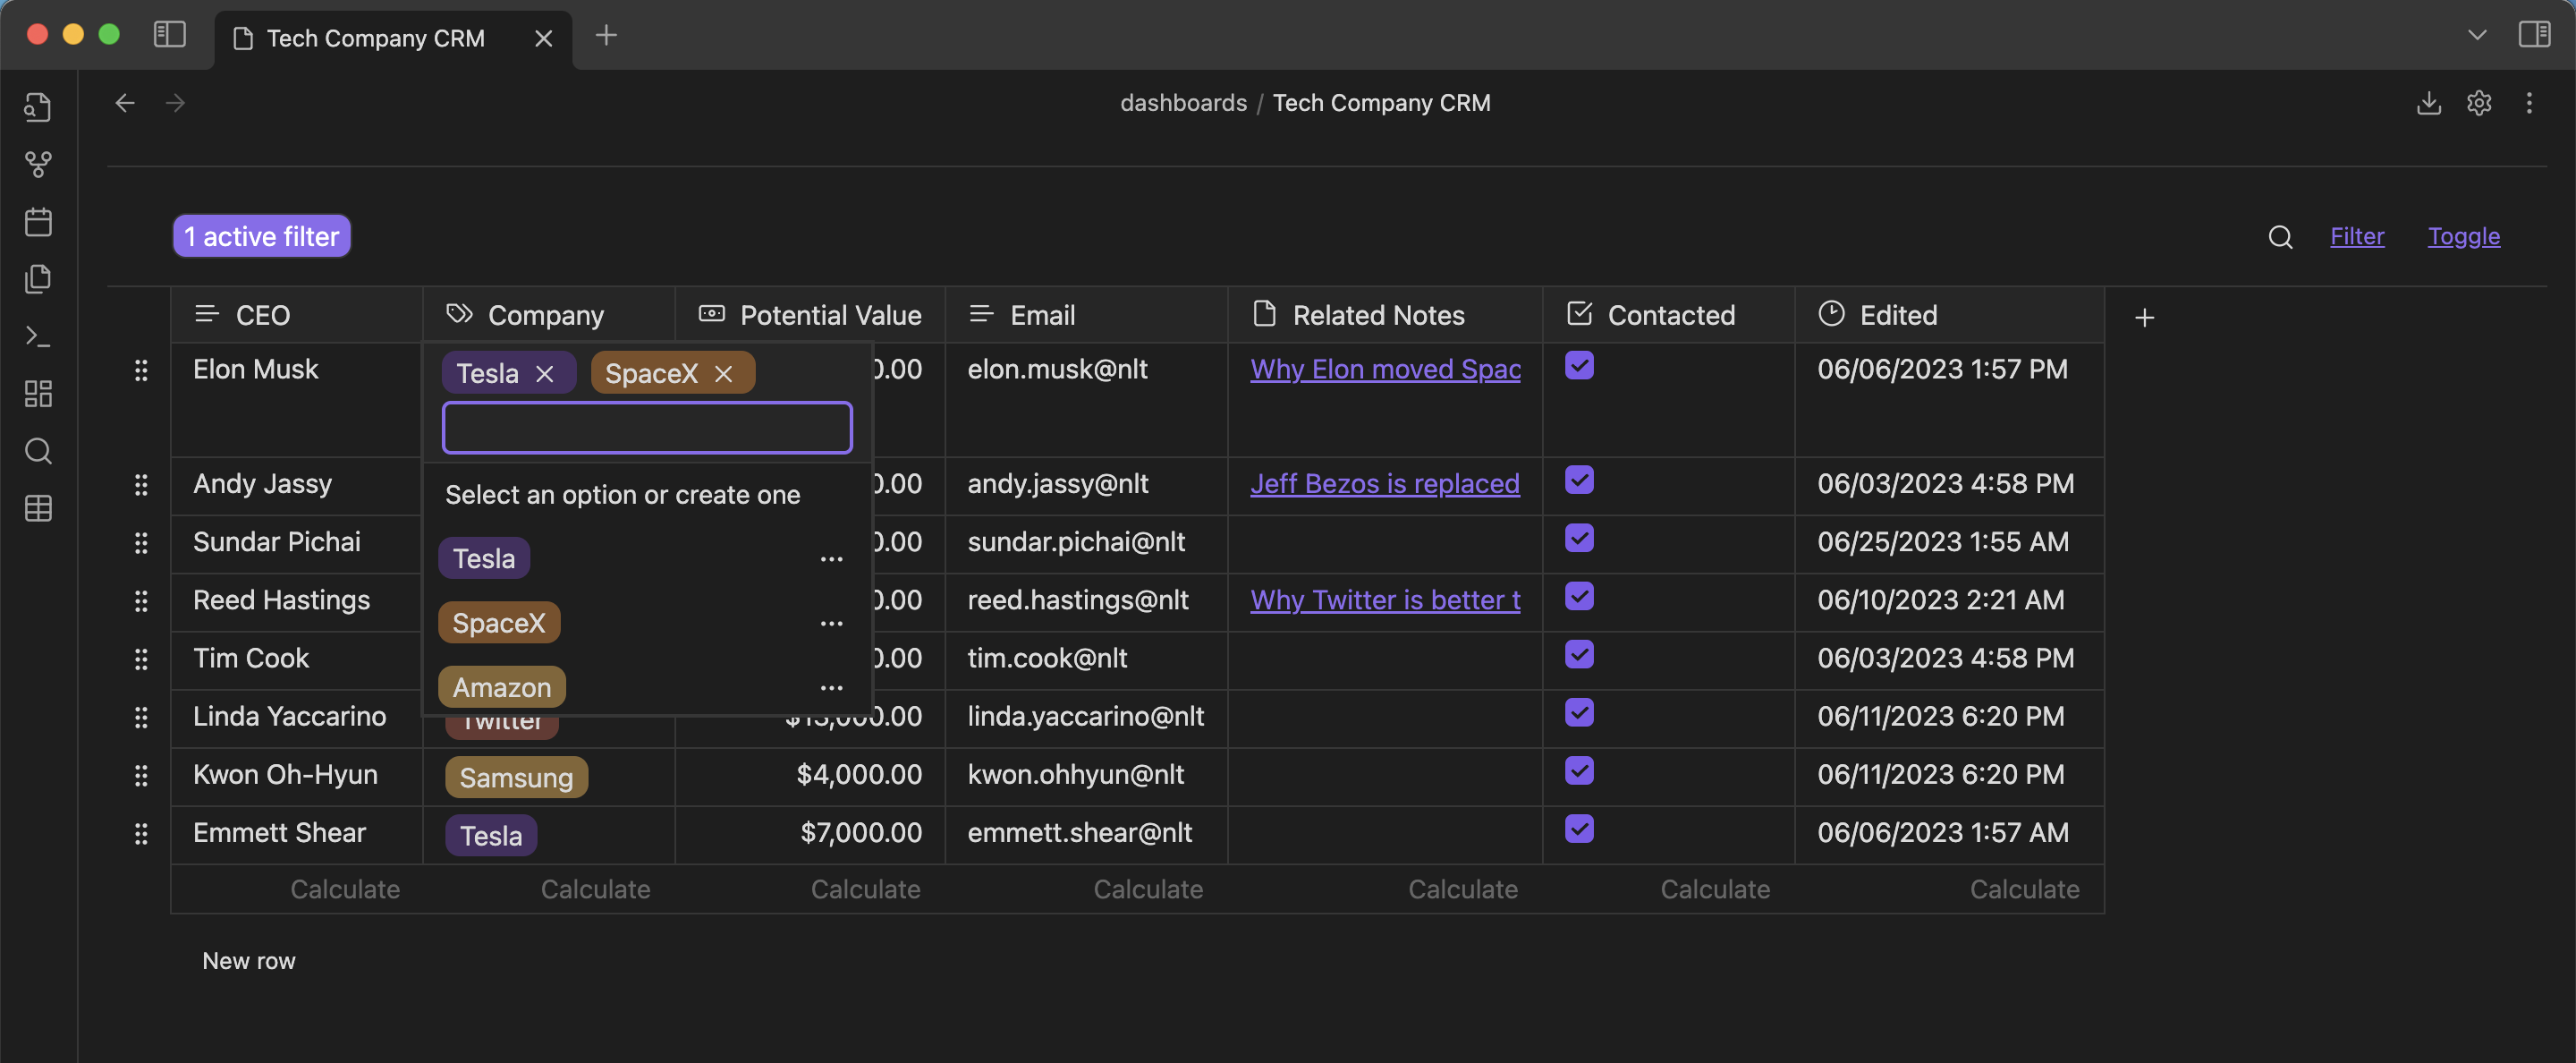 Tech Company CRM
dashboards / Tech Company CRM
1 active filter
Filter Toggle
CEO Company Potential Value Email Related Notes Contacted Edited
Elon Musk Tesla SpaceX 0.00 elon.musk@nlt Why Elon moved Spac 06/06/2023 1:57 PM
Andy Jassy 0.00 andy.jassy@nlt Jeff Bezos is replaced 06/03/2023 4:58 PM
Select an option or create one
Sundar Pichai Tesla 0.00 sundar.pichai@nlt 06/25/2023 1:55 AM
Reed Hastings SpaceX 0.00 reed.hastings@nlt Why Twitter is better t 06/10/2023 2:21 AM
Tim Cook Amazon 0.00 tim.cook@nlt 06/03/2023 4:58 PM
Linda Yaccarino Twitter linda.yaccarino@nlt 06/11/2023 6:20 PM
Kwon Oh-Hyun Samsung $4,000.00 kwon.ohhyun@nlt 06/11/2023 6:20 PM
Emmett Shear Tesla $7,000.00 emmett.shear@nlt 06/06/2023 1:57 AM
Calculate Calculate Calculate Calculate Calculate Calculate Calculate
New row